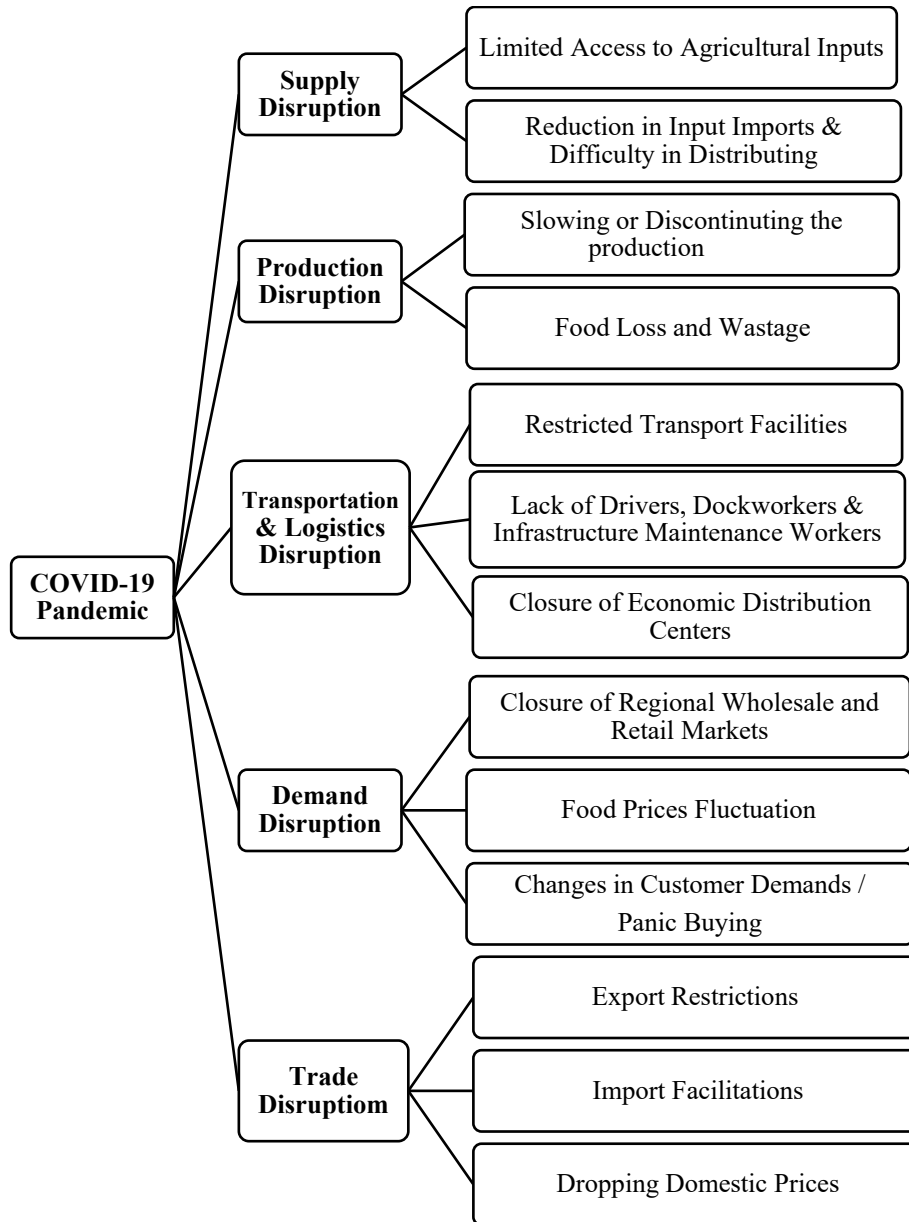 COVID-19
Pandemic
Supply
Disruption
Limited Access to Agricultural Inputs
Reduction in Input Imports &
Difficulty in Distributing
Production
Disruption
Slowing or Discontinuting the
production
Food Loss and Wastage
Transportation
& Logistics
Disruption
Restricted Transport Facilities
Lack of Drivers, Dockworkers &
Infrastructure Maintenance Workers
Closure of Economic Distribution
Centers
Demand
Disruption
Closure of Regional Wholesale and
Retail Markets
Food Prices Fluctuation
Changes in Customer Demands /
Panic Buying
Trade
Disruptiom
Export Restrictions
Import Facilitations
Dropping Domestic Prices